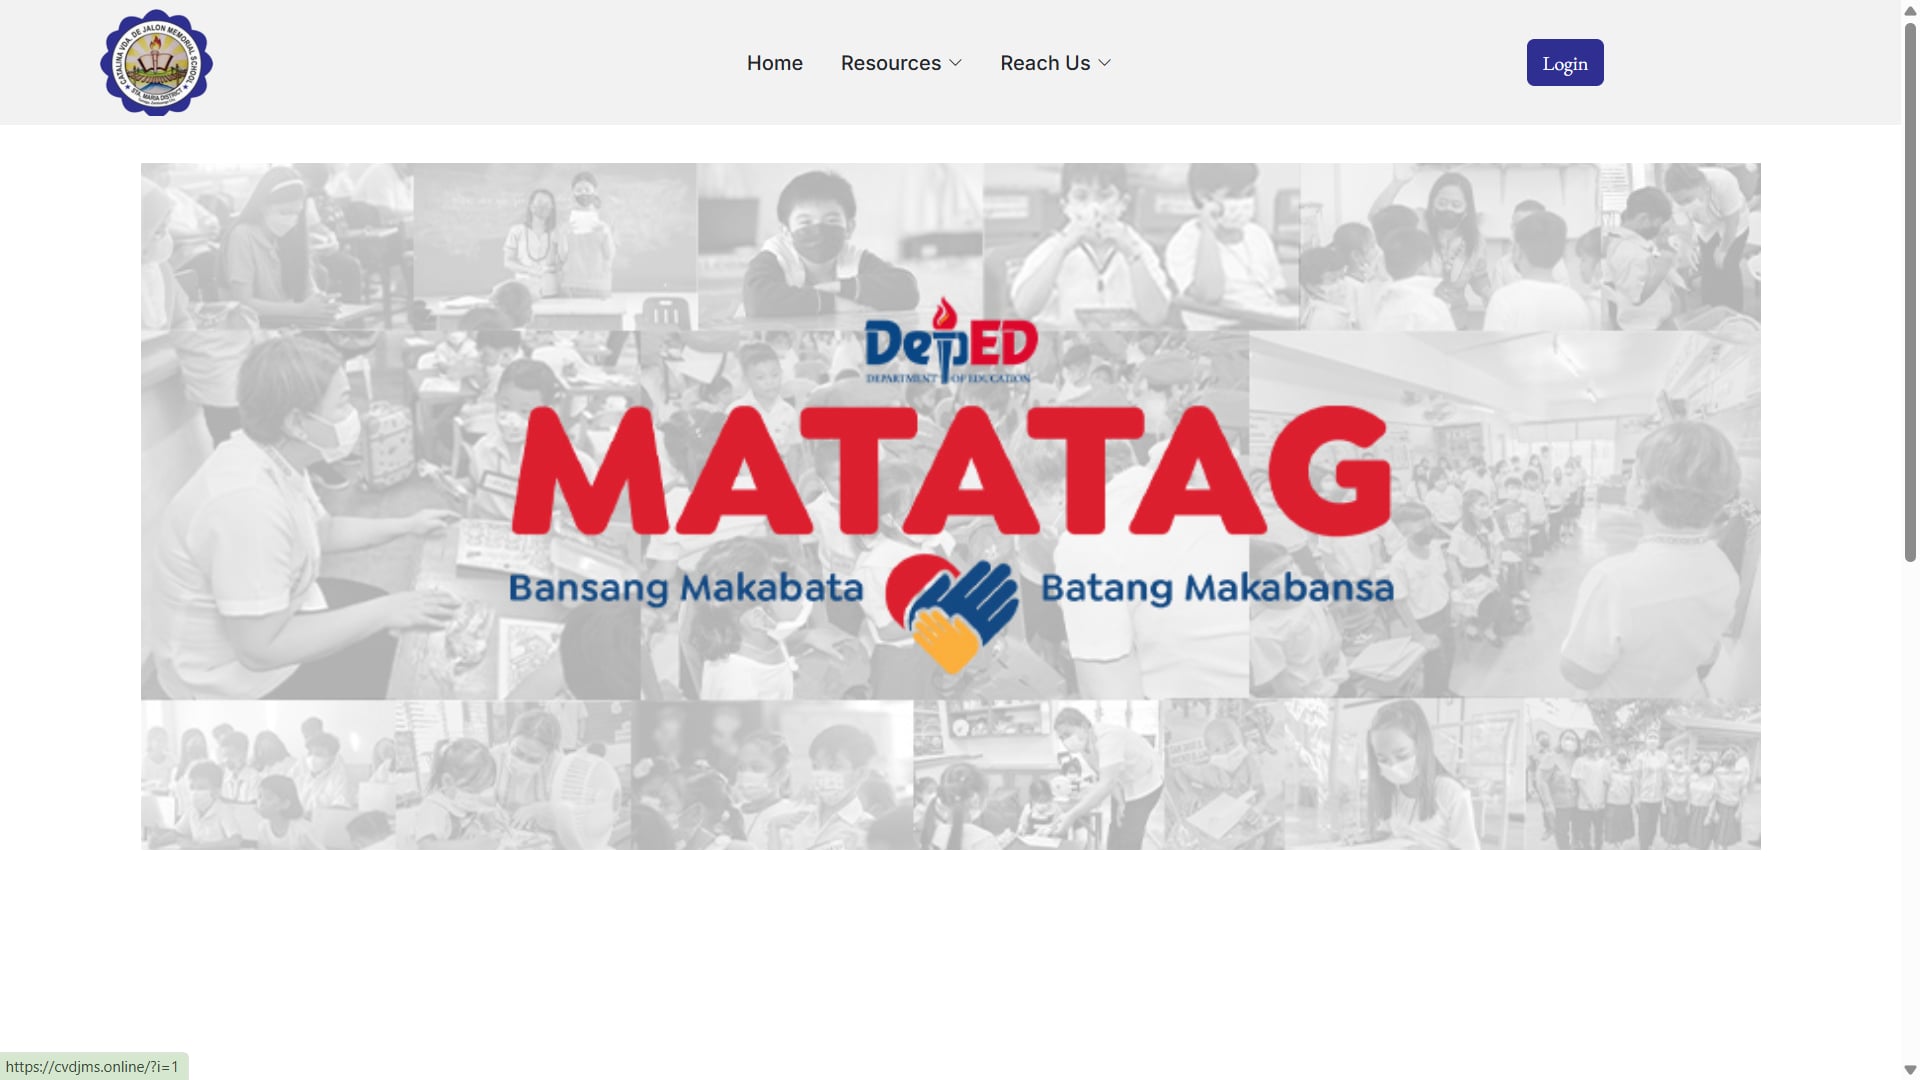 CATALINA VDA. DE JALON MEMORIAL SCHOOL
STA. MARIA DISTRICT
Home
Resources
Reach Us
Login
DepED
DEPARTMENT OF EDUCATION
MATATAG
Bansang Makabata
Batang Makabansa
https://cvdjms.online/?i=1